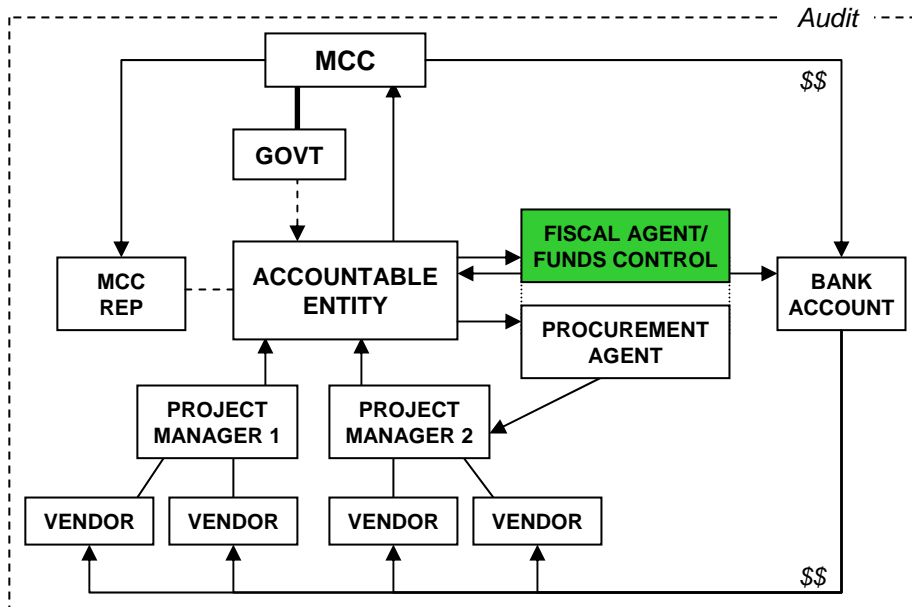 Audit
MCC
$$
GOVT
FISCAL AGENT/
FUNDS CONTROL
MCC
REP
ACCOUNTABLE
ENTITY
BANK
ACCOUNT
PROCUREMENT
AGENT
PROJECT
MANAGER 1
PROJECT
MANAGER 2
VENDOR
VENDOR
VENDOR
VENDOR
$$